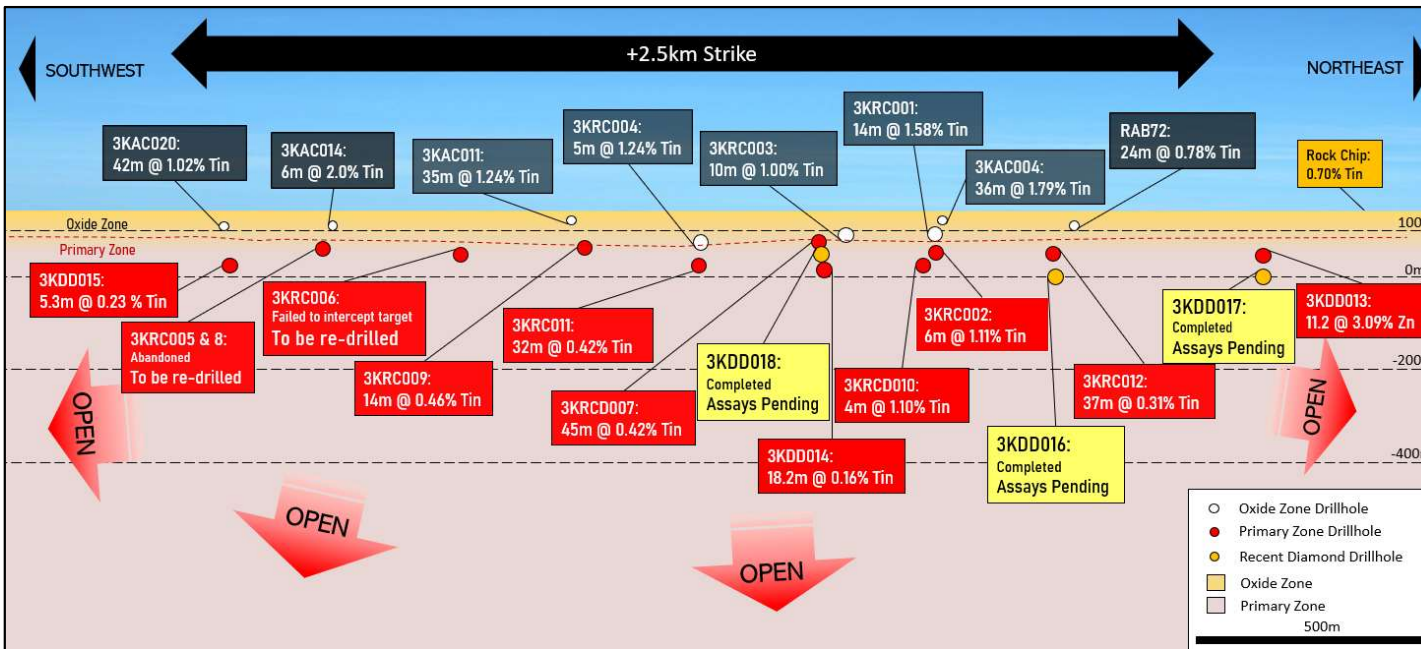 +2.5km Strike
SOUTHWEST
NORTHEAST
3KAC020:
42m @ 1.02% Tin
3KAC014:
6m @ 2.0% Tin
3KAC011:
35m @ 1.24% Tin
3KRC004:
5m @ 1.24% Tin
3KRC003:
10m @ 1.00% Tin
3KRC001:
14m @ 1.58% Tin
3KAC004:
36m @ 1.79% Tin
RAB72:
24m @ 0.78% Tin
Rock Chip:
0.70% Tin
Oxide Zone
100
Primary Zone
0m
3KDD015:
5.3m @ 0.23 % Tin
3KRC005 & 8:
Abandoned
To be re-drilled
3KRC006:
Failed to intercept target
To be re-drilled
3KRC009:
14m @ 0.46% Tin
3KRC011:
32m @ 0.42% Tin
3KRCD007:
45m @ 0.42% Tin
3KDD018:
Completed
Assays Pending
3KDD014:
18.2m @ 0.16% Tin
3KRCD010:
4m @ 1.10% Tin
3KRC002:
6m @ 1.11% Tin
3KDD016:
Completed
Assays Pending
3KRC012:
37m @ 0.31% Tin
3KDD017:
Completed
Assays Pending
3KDD013:
11.2 @ 3.09% Zn
-200
-400
OPEN
OPEN
OPEN
OPEN
Oxide Zone Drillhole
Primary Zone Drillhole
Recent Diamond Drillhole
Oxide Zone
Primary Zone
500m